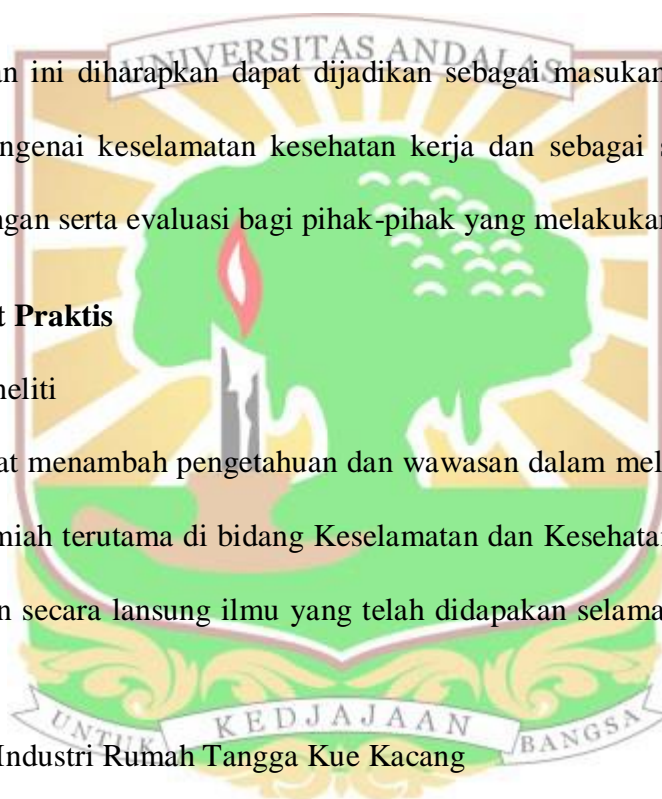 UNIVERSITAS ANDALAS
an ini diharapkan dapat dijadikan sebagai masukan
ngenai keselamatan kesehatan kerja dan sebagai s
ngan serta evaluasi bagi pihak-pihak yang melakukan
t Praktis
neliti
at menambah pengetahuan dan wawasan dalam mel
miah terutama di bidang Keselamatan dan Kesehatan
n secara lansung ilmu yang telah didapakan selama
UNTUK KEDJAJAAN BANGSA
Industri Rumah Tangga Kue Kacang